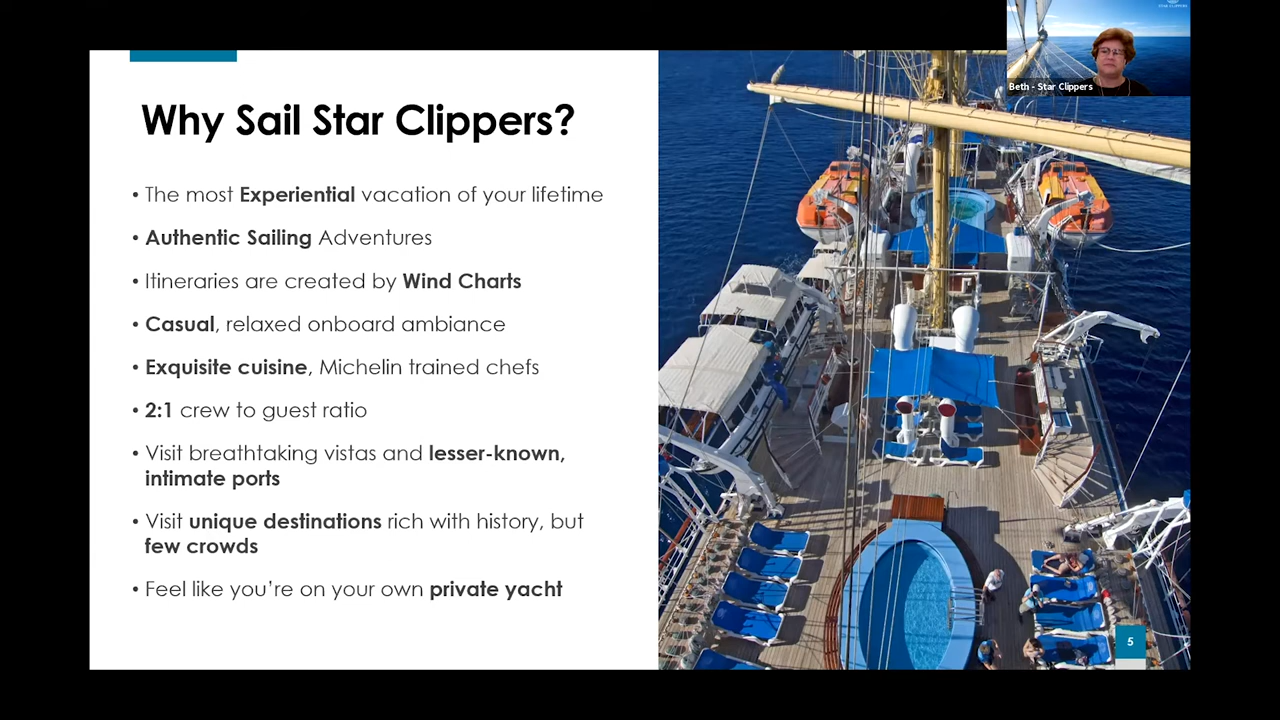 Why Sail Star Clippers?
• The most Experiential vacation of your lifetime
• Authentic Sailing Adventures
• Itineraries are created by Wind Charts
• Casual, relaxed onboard ambiance
• Exquisite cuisine, Michelin trained chefs
• 2:1 crew to guest ratio
• Visit breathtaking vistas and lesser-known,
intimate ports
• Visit unique destinations rich with history, but
few crowds
• Feel like you’re on your own private yacht
STAR CLIPPERS
Beth - Star Clippers
5